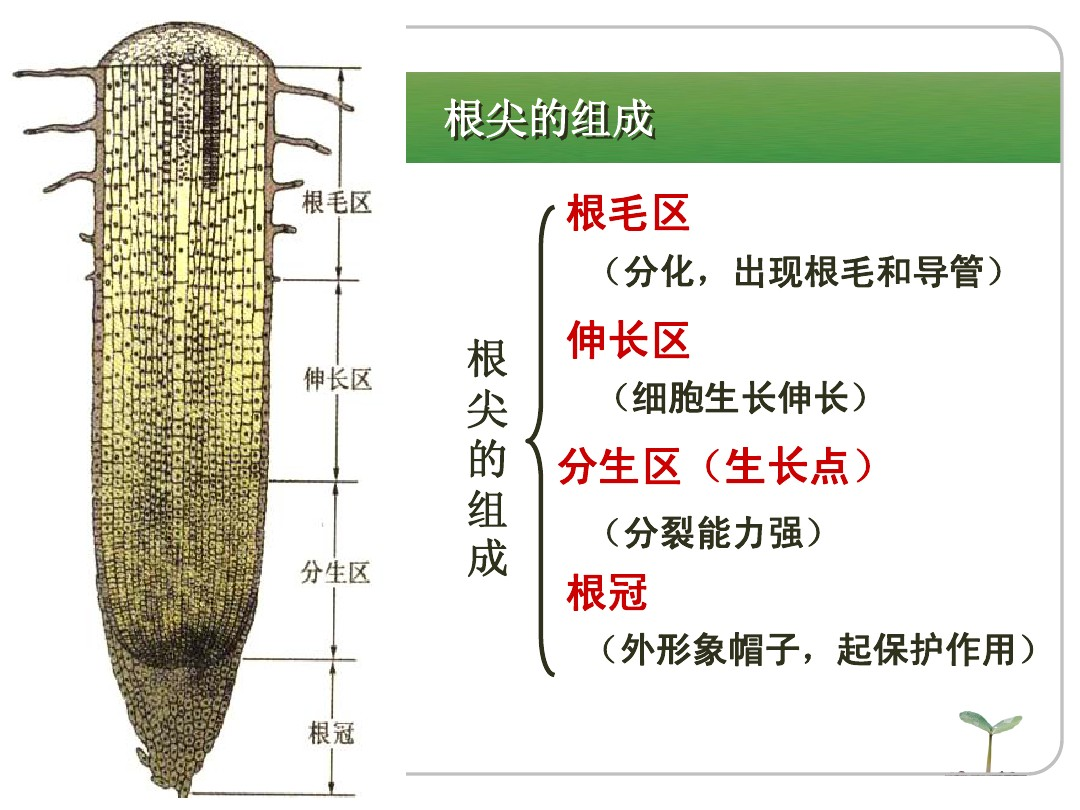 根尖的组成
根毛区
伸长区
分生区
根冠
根尖的组成
根毛区
（分化，出现根毛和导管）
伸长区
（细胞生长伸长）
分生区（生长点）
（分裂能力强）
根冠
（外形象帽子，起保护作用）